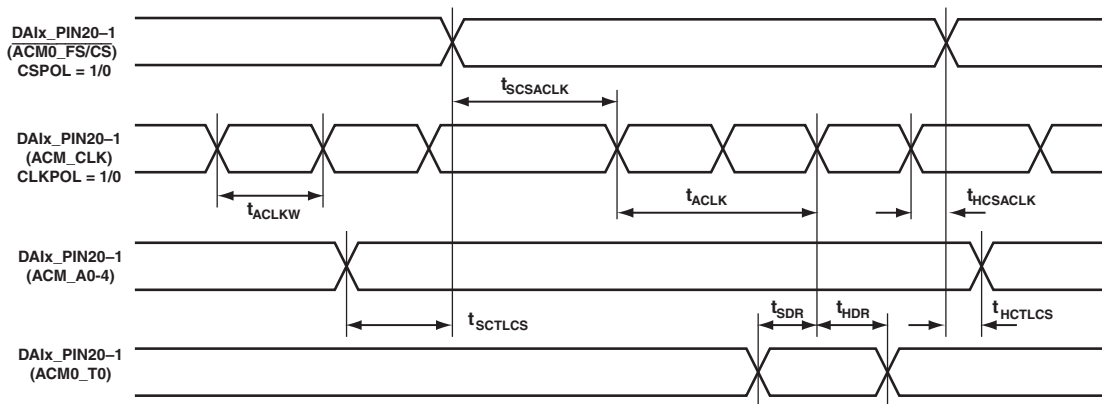 DAIx_PIN20–1
(ACM0_FS/CS)
CSPOL = 1/0
tSCSACLK
DAIx_PIN20–1
(ACM_CLK)
CLKPOL = 1/0
tACLKW
tACLK
tHCSACLK
DAIx_PIN20–1
(ACM_A0-4)
tSCTLCS
tSDR
tHDR
tHCTLCS
DAIx_PIN20–1
(ACM0_T0)